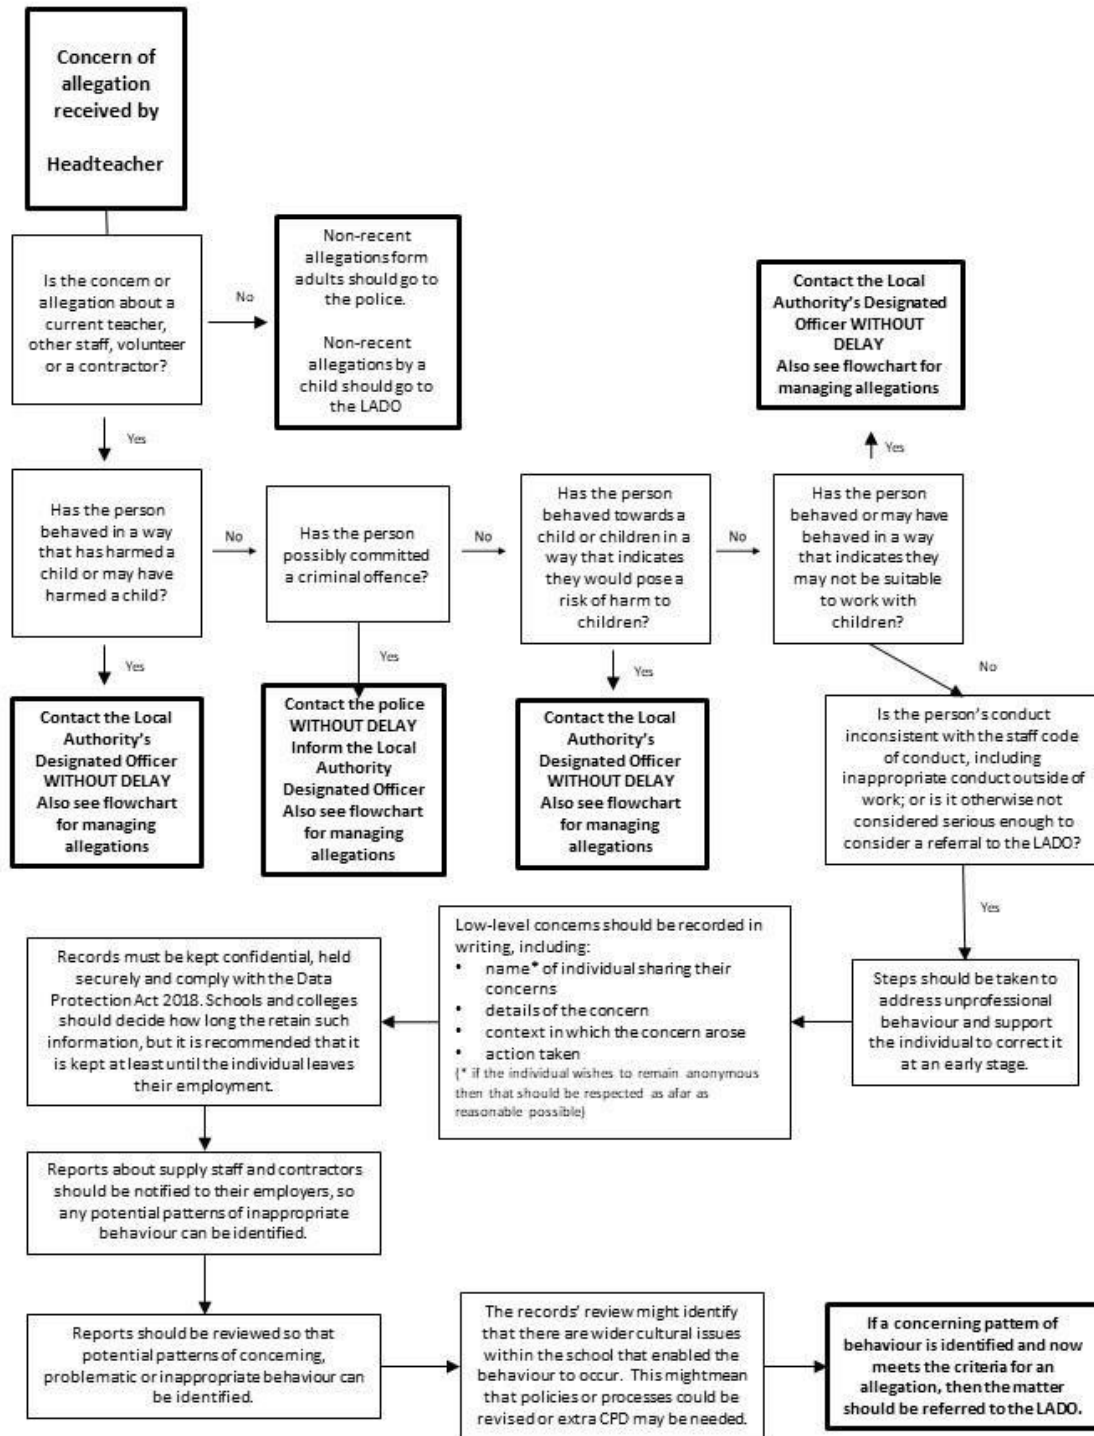 Concern of
allegation
received by
Headteacher
Is the concern or
allegation about a
current teacher,
other staff, volunteer
or a contractor?
No
Non-recent
allegations form
adults should go to
the police.
Non-recent
allegations by a
child should go to
the LADO
Contact the Local
Authority's Designated
Officer WITHOUT
DELAY
Also see flowchart for
managing allegations
Yes
Yes
Has the person
behaved in a way
that has harmed a
child or may have
harmed a child?
No
Has the person
possibly committed
a criminal offence?
No
Has the person
behaved towards a
child or children in a
way that indicates
they would pose a
risk of harm to
children?
No
Has the person
behaved or may have
behaved in a way
that indicates they
may not be suitable
to work with
children?
Yes
Yes
Yes
No
Contact the Local
Authority's
Designated Officer
WITHOUT DELAY
Also see flowchart
for managing
allegations
Contact the police
WITHOUT DELAY
Inform the Local
Authority
Designated Officer
Also see flowchart
for managing
allegations
Contact the Local
Authority's
Designated Officer
WITHOUT DELAY
Also see flowchart
for managing
allegations
Is the person's conduct
inconsistent with the staff code
of conduct, including
inappropriate conduct outside of
work; or is it otherwise not
considered serious enough to
consider a referral to the LADO?
Yes
Steps should be taken to
address unprofessional
behaviour and support
the individual to correct it
at an early stage.
Low-level concerns should be recorded in
writing, including:
• name* of individual sharing their
concerns
• details of the concern
• context in which the concern arose
• action taken
(* if the individual wishes to remain anonymous
then that should be respected as afar as
reasonable possible)
Records must be kept confidential, held
securely and comply with the Data
Protection Act 2018. Schools and colleges
should decide how long the retain such
information, but it is recommended that it
is kept at least until the individual leaves
their employment.
Reports about supply staff and contractors
should be notified to their employers, so
any potential patterns of inappropriate
behaviour can be identified.
Reports should be reviewed so that
potential patterns of concerning,
problematic or inappropriate behaviour can
be identified.
The records' review might identify
that there are wider cultural issues
within the school that enabled the
behaviour to occur. This mightmean
that policies or processes could be
revised or extra CPD may be needed.
If a concerning pattern of
behaviour is identified and now
meets the criteria for an
allegation, then the matter
should be referred to the LADO.